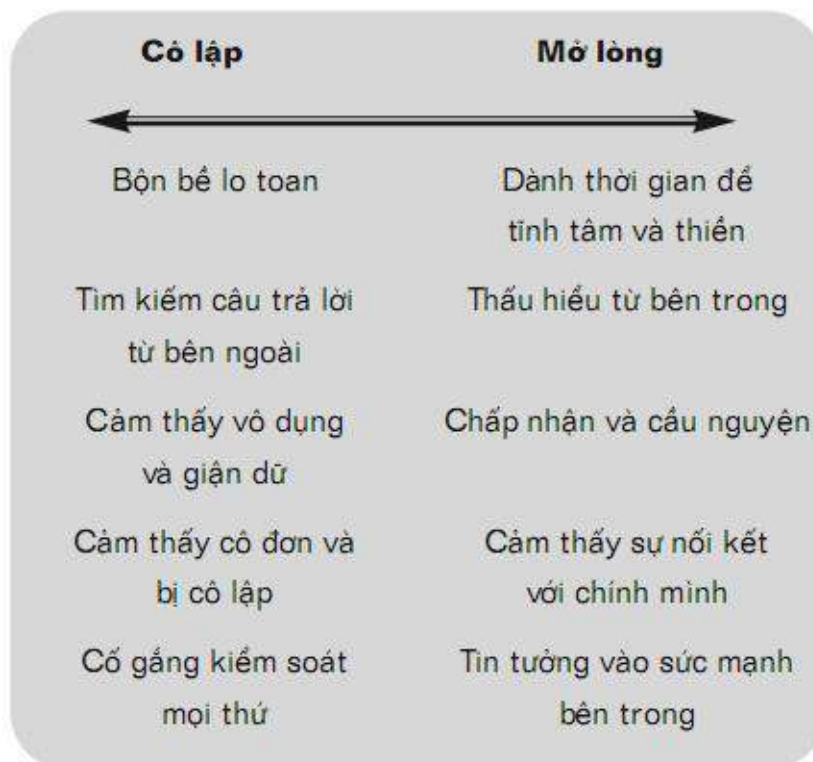 Cô lập Mở lòng
Bộn bề lo toan Dành thời gian để
tĩnh tâm và thiền
Tìm kiếm câu trả lời Thấu hiểu từ bên trong
từ bên ngoài
Cảm thấy vô dụng Chấp nhận và cầu nguyện
và giận dữ
Cảm thấy cô đơn và Cảm thấy sự nối kết
bị cô lập với chính mình
Cố gắng kiểm soát Tin tưởng vào sức mạnh
mọi thứ bên trong